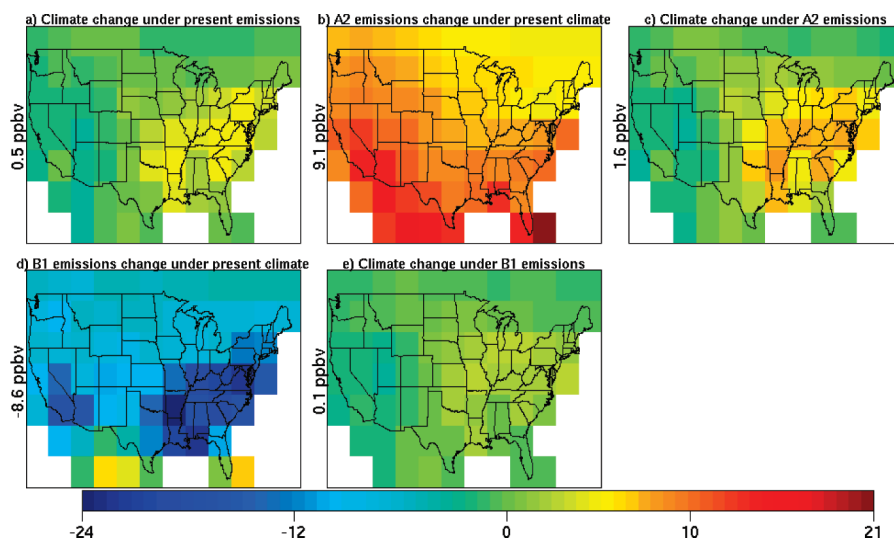 a) Climate change under present emissions
b) A2 emissions change under present climate
c) Climate change under A2 emissions
0.5 ppbv
9.1 ppbv
1.6 ppbv
d) B1 emissions change under present climate
e) Climate change under B1 emissions
-8.6 ppbv
0.1 ppbv
-24
-12
0
10
21